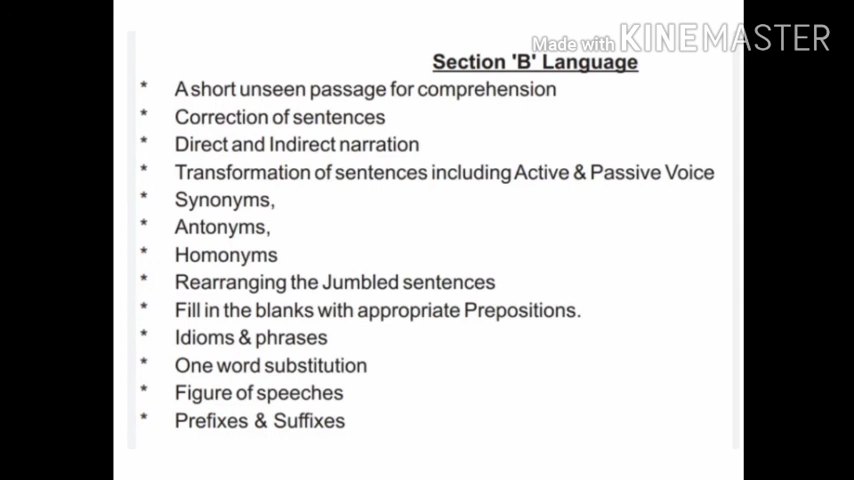 Made with KINEMASTER
Section 'B' Language
* A short unseen passage for comprehension
* Correction of sentences
* Direct and Indirect narration
* Transformation of sentences including Active & Passive Voice
* Synonyms,
* Antonyms,
* Homonyms
* Rearranging the Jumbled sentences
* Fill in the blanks with appropriate Prepositions.
* Idioms & phrases
* One word substitution
* Figure of speeches
* Prefixes & Suffixes